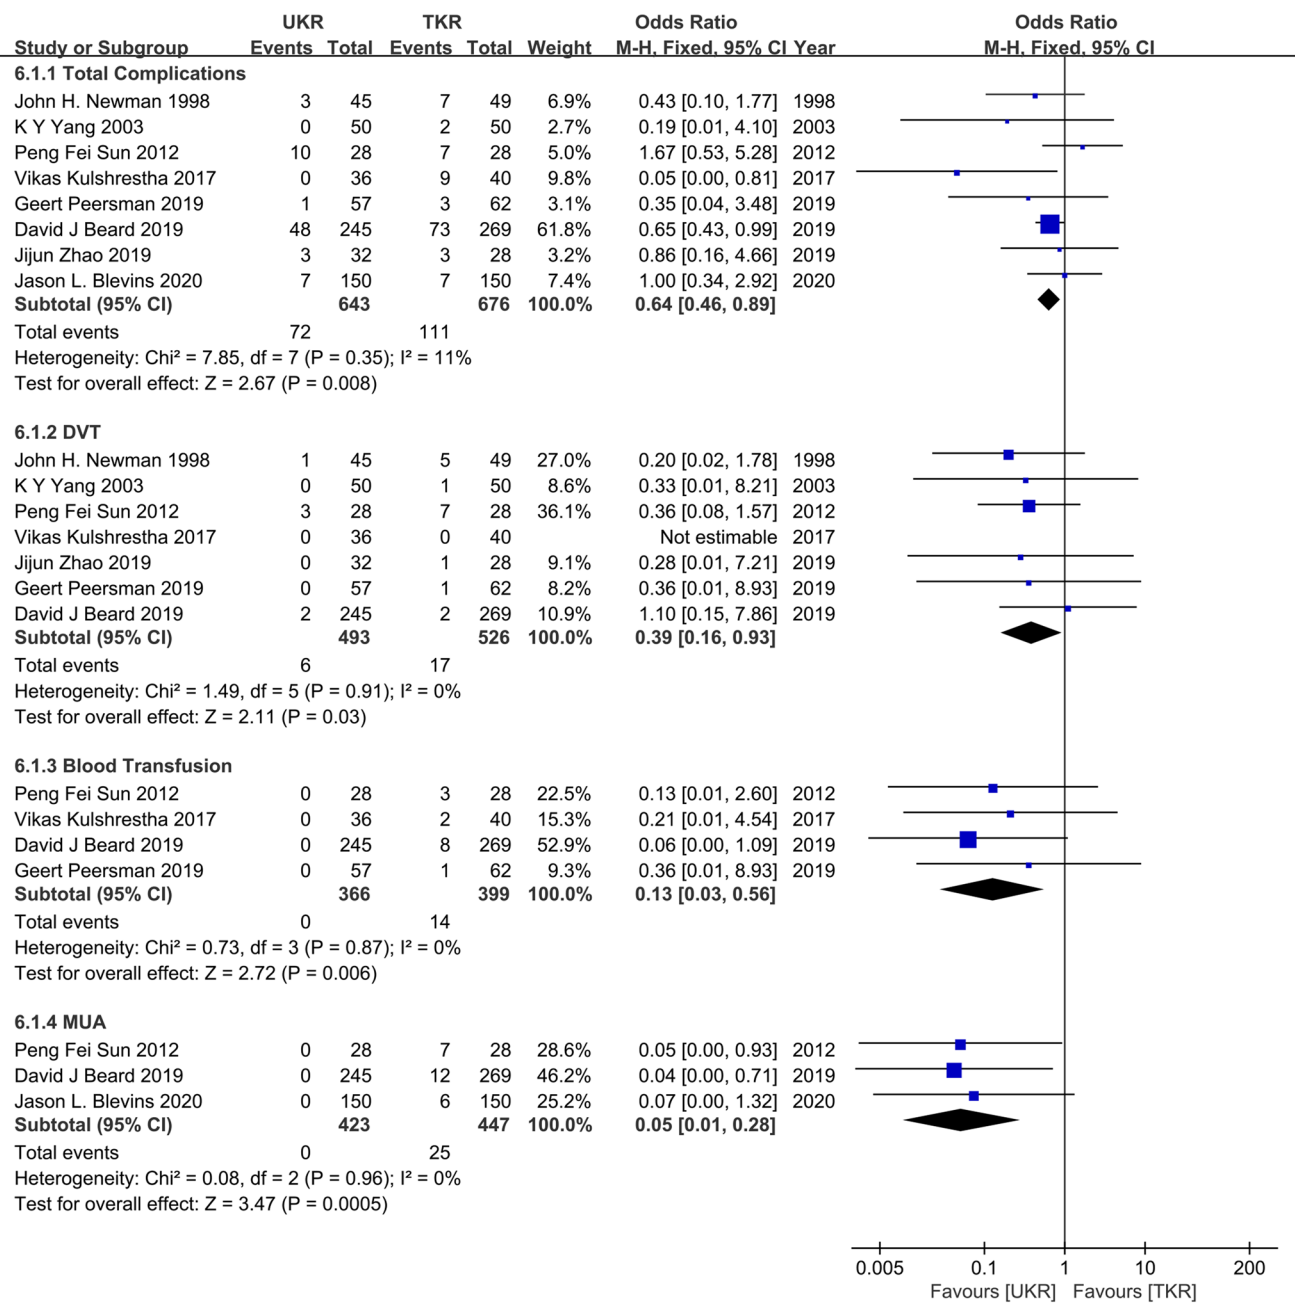 UKR TKR Odds Ratio Odds Ratio
Study or Subgroup Events Total Events Total Weight M-H, Fixed, 95% CI Year M-H, Fixed, 95% CI
6.1.1 Total Complications
John H. Newman 1998 3 45 7 49 6.9% 0.43 [0.10, 1.77] 1998
K Y Yang 2003 0 50 2 50 2.7% 0.19 [0.01, 4.10] 2003
Peng Fei Sun 2012 10 28 7 28 5.0% 1.67 [0.53, 5.28] 2012
Vikas Kulshrestha 2017 0 36 9 40 9.8% 0.05 [0.00, 0.81] 2017
Geert Peersman 2019 1 57 3 62 3.1% 0.35 [0.04, 3.48] 2019
David J Beard 2019 48 245 73 269 61.8% 0.65 [0.43, 0.99] 2019
Jijun Zhao 2019 3 32 3 28 3.2% 0.86 [0.16, 4.66] 2019
Jason L. Blevins 2020 7 150 7 150 7.4% 1.00 [0.34, 2.92] 2020
Subtotal (95% CI) 643 676 100.0% 0.64 [0.46, 0.89]
Total events 72 111
Heterogeneity: Chi² = 7.85, df = 7 (P = 0.35); I² = 11%
Test for overall effect: Z = 2.67 (P = 0.008)
6.1.2 DVT
John H. Newman 1998 1 45 5 49 27.0% 0.20 [0.02, 1.78] 1998
K Y Yang 2003 0 50 1 50 8.6% 0.33 [0.01, 8.21] 2003
Peng Fei Sun 2012 3 28 7 28 36.1% 0.36 [0.08, 1.57] 2012
Vikas Kulshrestha 2017 0 36 0 40 Not estimable 2017
Jijun Zhao 2019 0 32 1 28 9.1% 0.28 [0.01, 7.21] 2019
Geert Peersman 2019 0 57 1 62 8.2% 0.36 [0.01, 8.93] 2019
David J Beard 2019 2 245 2 269 10.9% 1.10 [0.15, 7.86] 2019
Subtotal (95% CI) 493 526 100.0% 0.39 [0.16, 0.93]
Total events 6 17
Heterogeneity: Chi² = 1.49, df = 5 (P = 0.91); I² = 0%
Test for overall effect: Z = 2.11 (P = 0.03)
6.1.3 Blood Transfusion
Peng Fei Sun 2012 0 28 3 28 22.5% 0.13 [0.01, 2.60] 2012
Vikas Kulshrestha 2017 0 36 2 40 15.3% 0.21 [0.01, 4.54] 2017
David J Beard 2019 0 245 8 269 52.9% 0.06 [0.00, 1.09] 2019
Geert Peersman 2019 0 57 1 62 9.3% 0.36 [0.01, 8.93] 2019
Subtotal (95% CI) 366 399 100.0% 0.13 [0.03, 0.56]
Total events 0 14
Heterogeneity: Chi² = 0.73, df = 3 (P = 0.87); I² = 0%
Test for overall effect: Z = 2.72 (P = 0.006)
6.1.4 MUA
Peng Fei Sun 2012 0 28 7 28 28.6% 0.05 [0.00, 0.93] 2012
David J Beard 2019 0 245 12 269 46.2% 0.04 [0.00, 0.71] 2019
Jason L. Blevins 2020 0 150 6 150 25.2% 0.07 [0.00, 1.32] 2020
Subtotal (95% CI) 423 447 100.0% 0.05 [0.01, 0.28]
Total events 0 25
Heterogeneity: Chi² = 0.08, df = 2 (P = 0.96); I² = 0%
Test for overall effect: Z = 3.47 (P = 0.0005)
0.005 0.1 1 10 200
Favours [UKR] Favours [TKR]